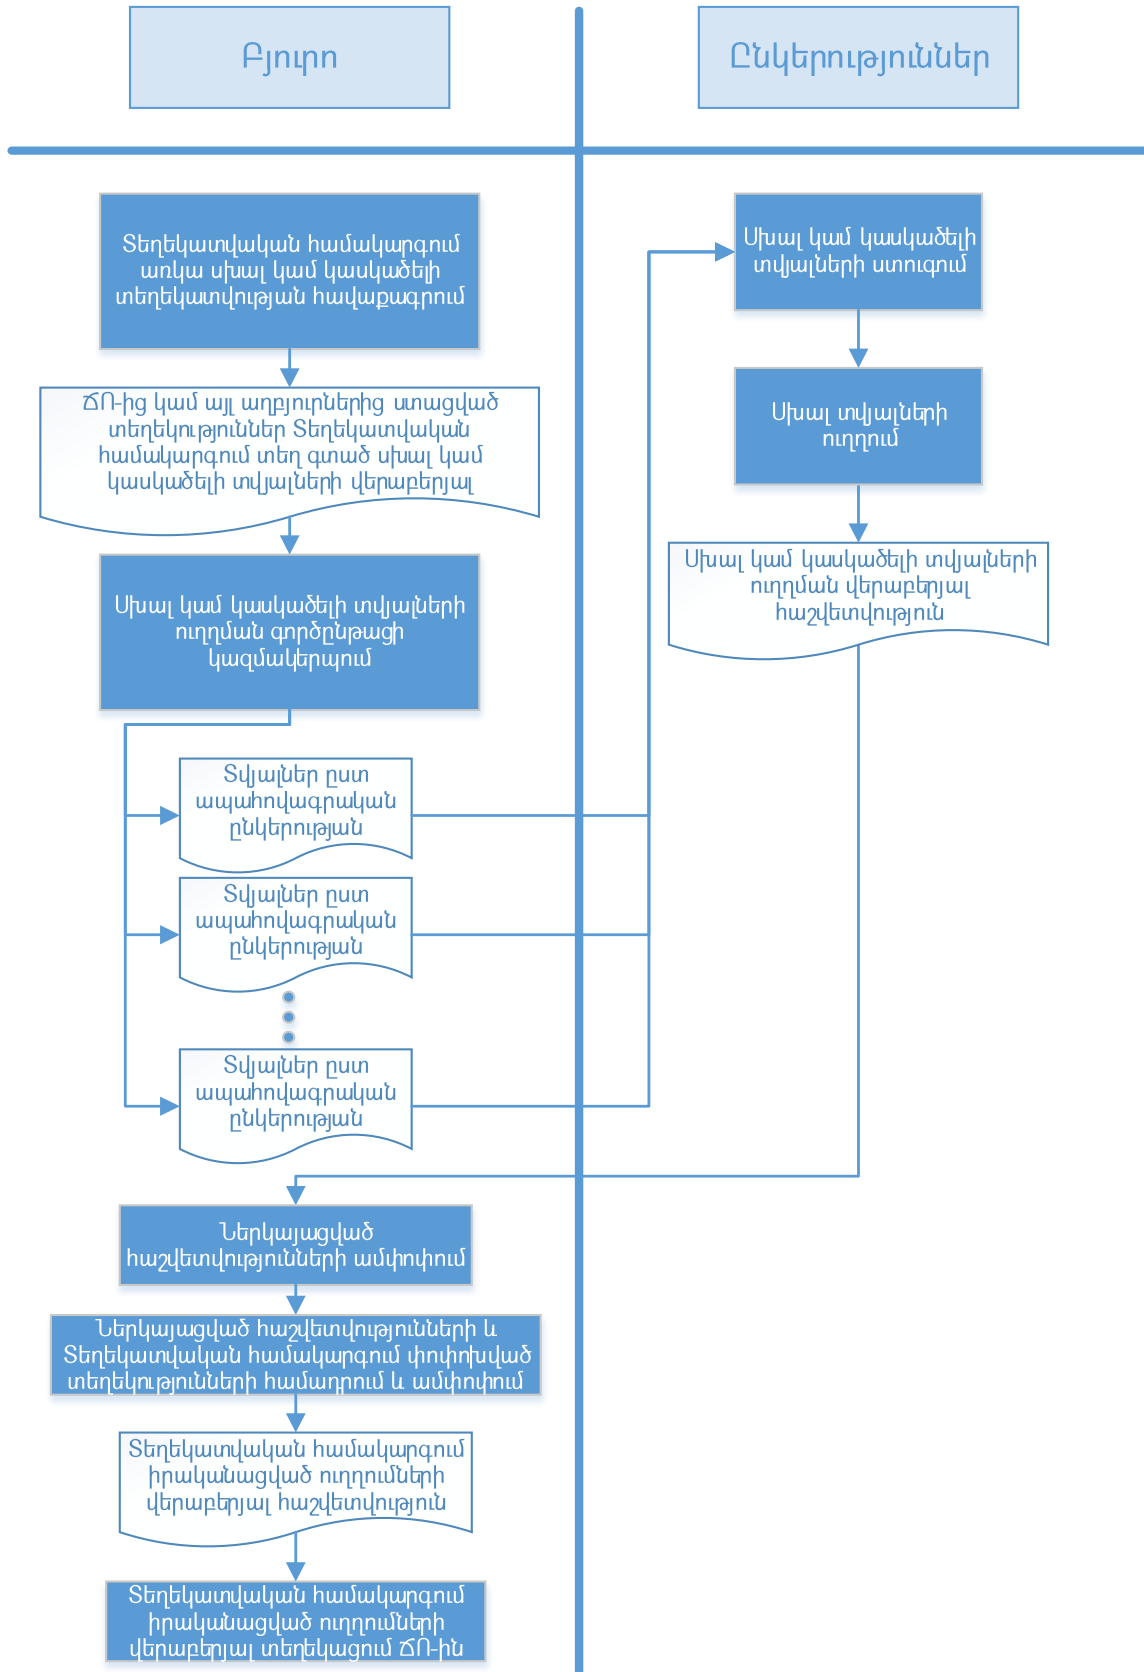 Բյուրո
Ընկերություններ
Տեղեկատվական համակարգում
առկա սխալ կամ կասկածելի
տեղեկատվության հավաքագրում
ՃՈ-ից կամ այլ աղբյուրներից ստացված
տեղեկություններ Տեղեկատվական
համակարգում տեղ գտած սխալ կամ
կասկածելի տվյալների վերաբերյալ
Սխալ կամ կասկածելի տվյալների
ուղղման գործընթացի
կազմակերպում
Տվյալներ ըստ
ապահովագրական
ընկերության
Տվյալներ ըստ
ապահովագրական
ընկերության
Տվյալներ ըստ
ապահովագրական
ընկերության
Սխալ կամ կասկածելի
տվյալների ստուգում
Սխալ տվյալների
ուղղում
Սխալ կամ կասկածելի տվյալների
ուղղման վերաբերյալ
հաշվետվություն
Ներկայացված
հաշվետվությունների ամփոփում
Ներկայացված հաշվետվությունների և
Տեղեկատվական համակարգում փոփոխված
տեղեկությունների համադրում և ամփոփում
Տեղեկատվական համակարգում
իրականացված ուղղումների
վերաբերյալ հաշվետվություն
Տեղեկատվական համակարգում
իրականացված ուղղումների
վերաբերյալ տեղեկացում ՃՈ-ին